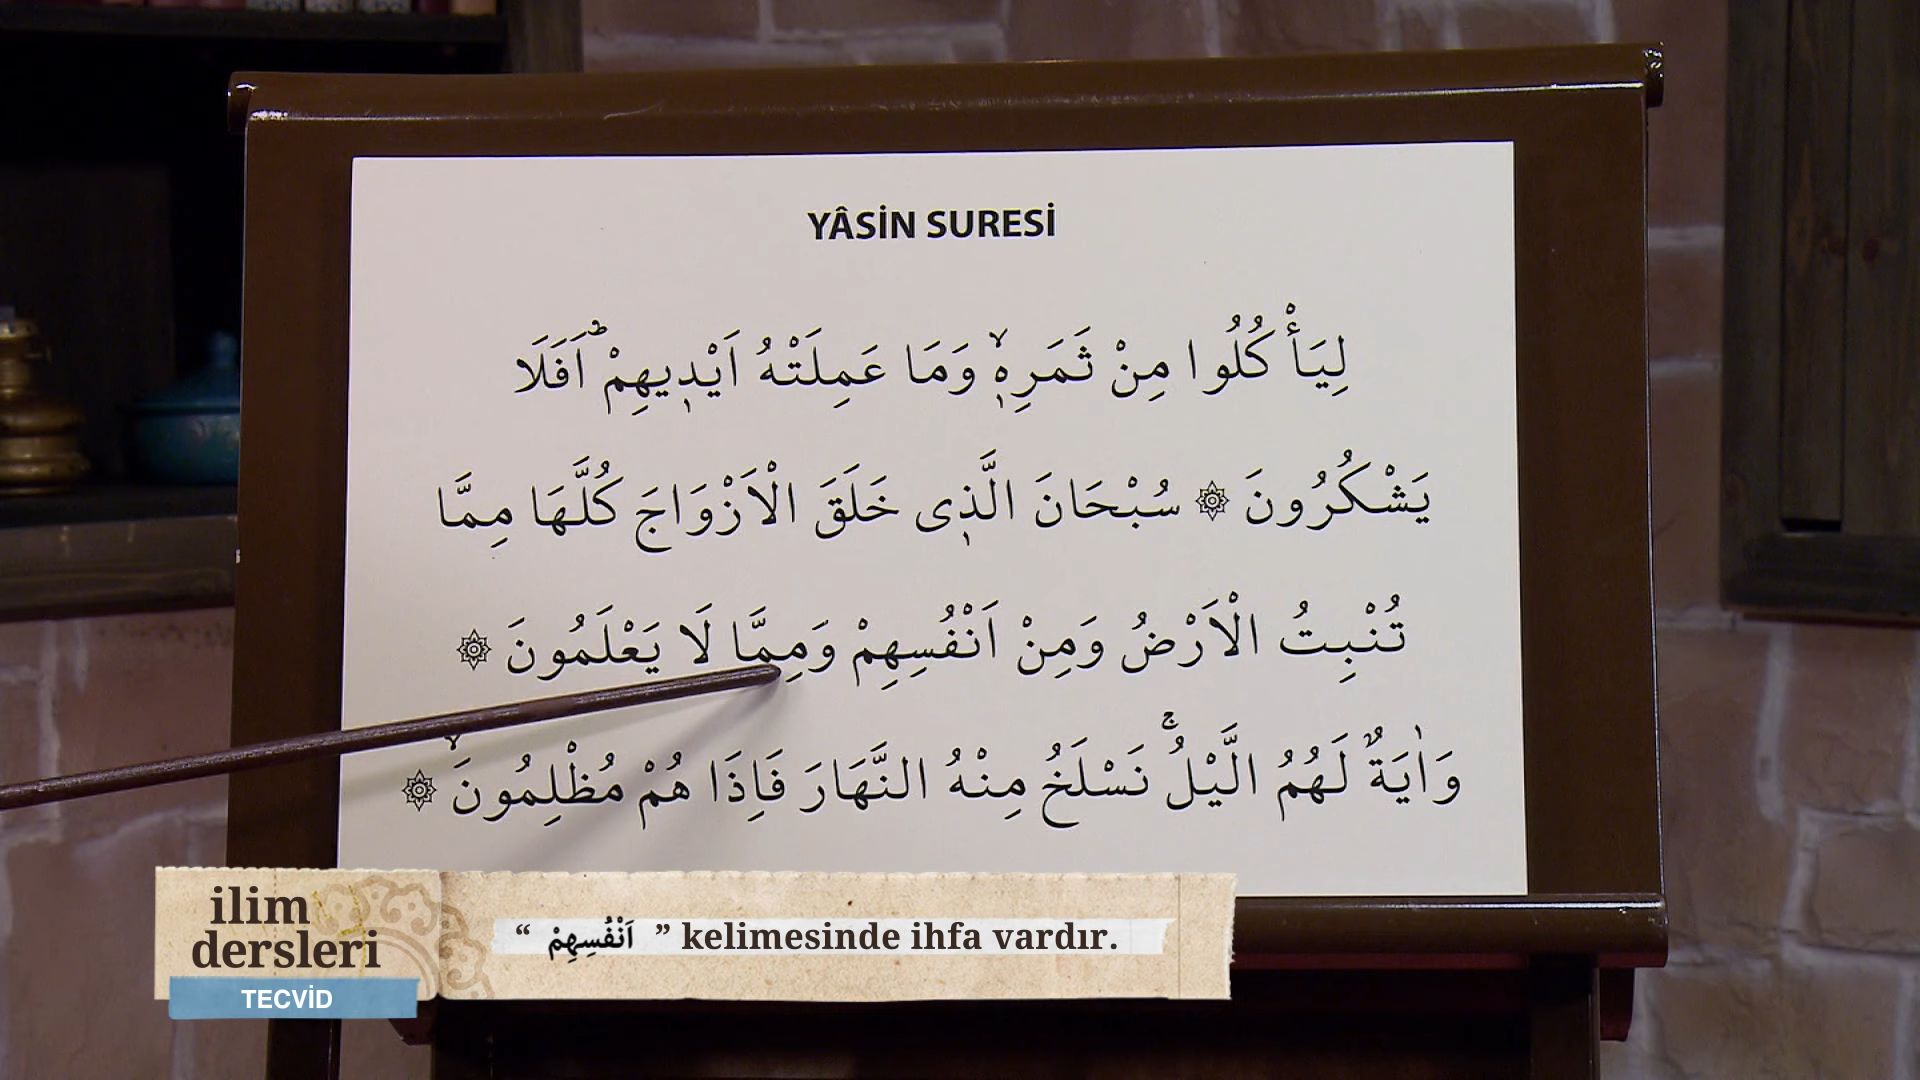 YÂSİN SURESİ
لِيَأْكُلُوا مِنْ ثَمَرِهٖۙ وَمَا عَمِلَتْهُ اَيْدٖيهِمْؕ اَفَلَا
يَشْكُرُونَ ۞ سُبْحَانَ الَّذٖى خَلَقَ الْاَزْوَاجَ كُلَّهَا مِمَّا
تُنْبِتُ الْاَرْضُ وَمِنْ اَنْفُسِهِمْ وَمِمَّا لَا يَعْلَمُونَ ۞
وَاٰيَةٌ لَهُمُ الَّيْلُۚ نَسْلَخُ مِنْهُ النَّهَارَ فَاِذَا هُمْ مُظْلِمُونَۙ ۞
ilim
dersleri
TECVİD
“ اَنْفُسِهِمْ ” kelimesinde ihfa vardır.